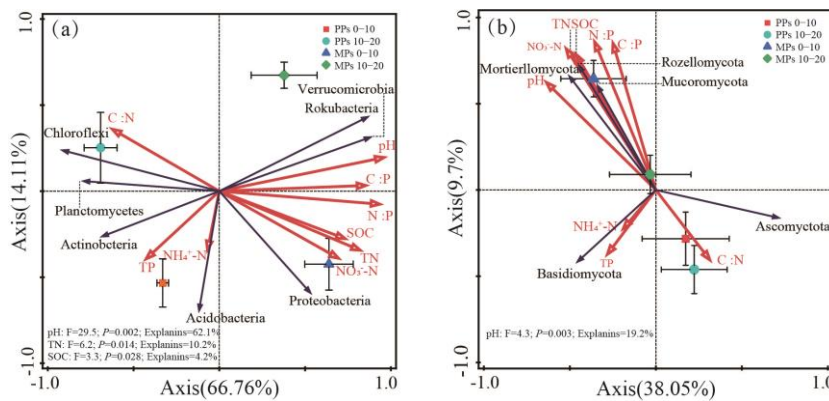 (a)
1.0
PPs 0-10
PPs 10-20
MPs 0-10
MPs 10-20
Verrucomicrobia
Rokubacteria
C :N
Chloroflexi
pH
C :P
N :P
Planctomycetes
Actinobacteria
NH₄⁺-N
TP
SOC
TN
NO₃⁻-N
Proteobacteria
Acidobacteria
pH: F=29.5; P=0.002; Explanins=62.1%
TN: F=6.2; P=0.014; Explanins=10.2%
SOC: F=3.3; P=0.028; Explanins=4.2%
Axis(14.11%)
-1.0
-1.0
1.0
Axis(66.76%)
(b)
1.0
TNSOC
N :P
NO₃⁻-N
C :P
PPs 0-10
PPs 10-20
MPs 0-10
MPs 10-20
Rozellomycota
Mortierllomycota
Mucoromycota
pH
Ascomycota
NH₄⁺-N
TP
C :N
Basidiomycota
pH: F=4.3; P=0.003; Explanins=19.2%
Axis(9.7%)
-1.0
-1.0
1.0
Axis(38.05%)